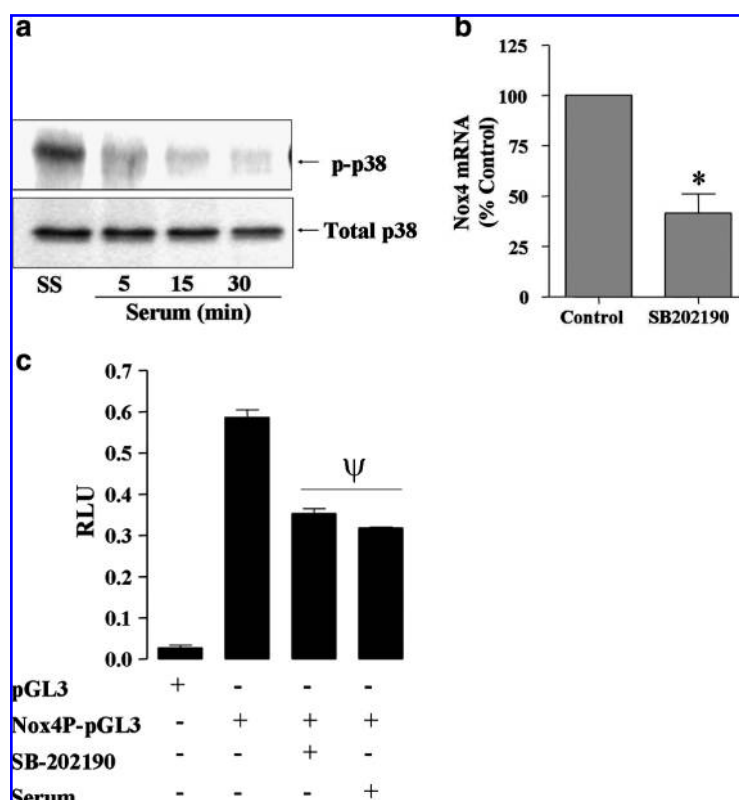 a
p-p38
Total p38
SS 5 15 30
Serum (min)
b
125
100
75
50
25
0
Nox4 mRNA
(% Control)
*
Control SB202190
c
0.7
0.6
0.5
0.4
0.3
0.2
0.1
0.0
RLU
ψ
pGL3 + - - -
Nox4P-pGL3 - + + +
SB-202190 - - + -
Serum - - - +